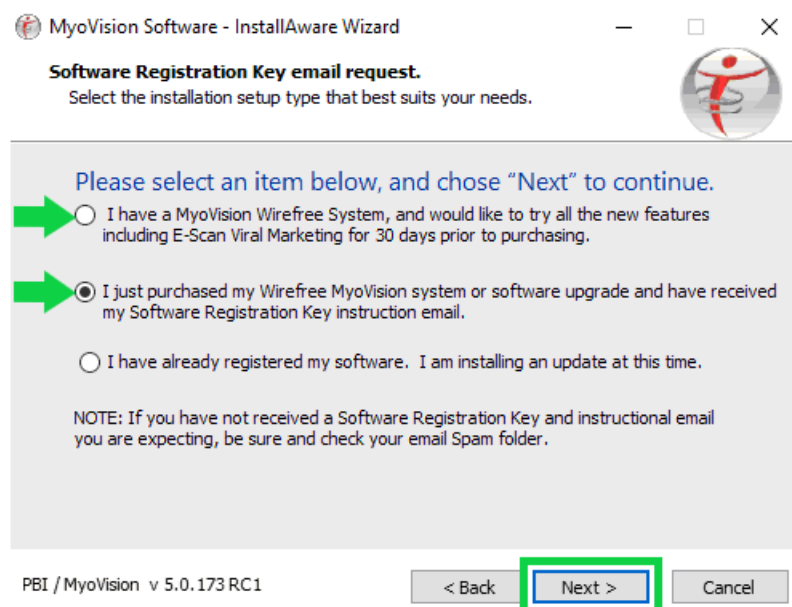 MyoVision Software - InstallAware Wizard
Software Registration Key email request.
Select the installation setup type that best suits your needs.
Please select an item below, and chose "Next" to continue.
I have a MyoVision Wirefree System, and would like to try all the new features
including E-Scan Viral Marketing for 30 days prior to purchasing.
I just purchased my Wirefree MyoVision system or software upgrade and have received
my Software Registration Key instruction email.
I have already registered my software.  I am installing an update at this time.
NOTE: If you have not received a Software Registration Key and instructional email
you are expecting, be sure and check your email Spam folder.
PBI / MyoVision  v 5.0.173 RC1
< Back
Next >
Cancel